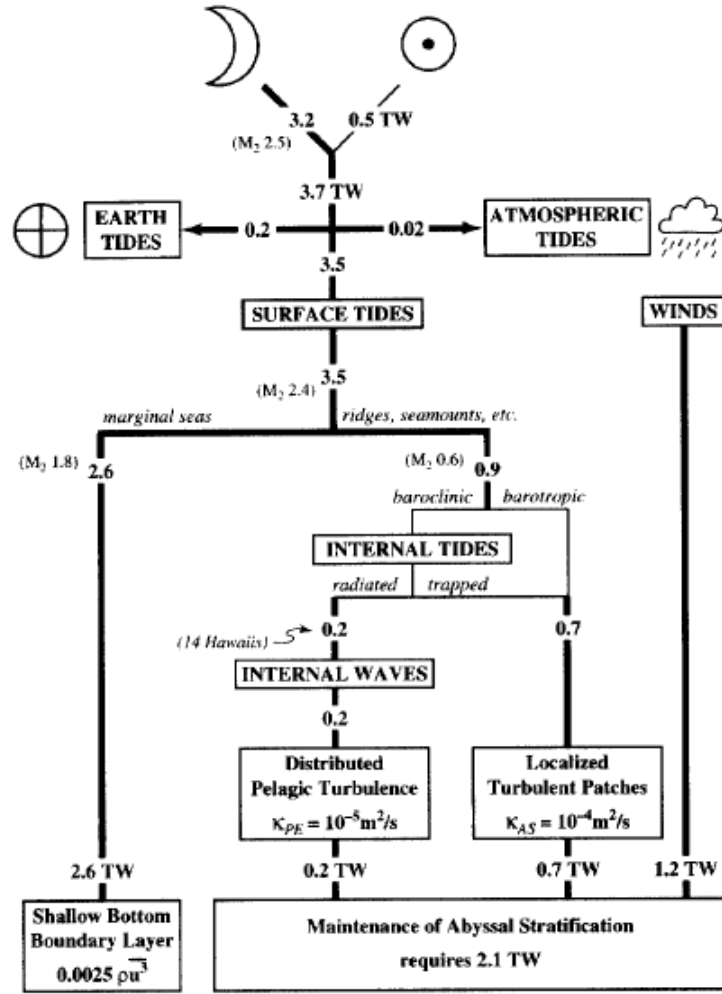 3.2
0.5 TW
(M₂ 2.5)
3.7 TW
EARTH
TIDES
0.2
0.02
ATMOSPHERIC
TIDES
3.5
SURFACE TIDES
WINDS
3.5
(M₂ 2.4)
marginal seas
ridges, seamounts, etc.
(M₂ 1.8)
2.6
(M₂ 0.6)
0.9
baroclinic
barotropic
INTERNAL TIDES
radiated
trapped
(14 Hawaiis)
0.2
0.7
INTERNAL WAVES
0.2
Distributed
Pelagic Turbulence
κPE = 10⁻⁵m²/s
Localized
Turbulent Patches
κAS = 10⁻⁴m²/s
2.6 TW
0.2 TW
0.7 TW
1.2 TW
Shallow Bottom
Boundary Layer
0.0025 ρu̅³
Maintenance of Abyssal Stratification
requires 2.1 TW